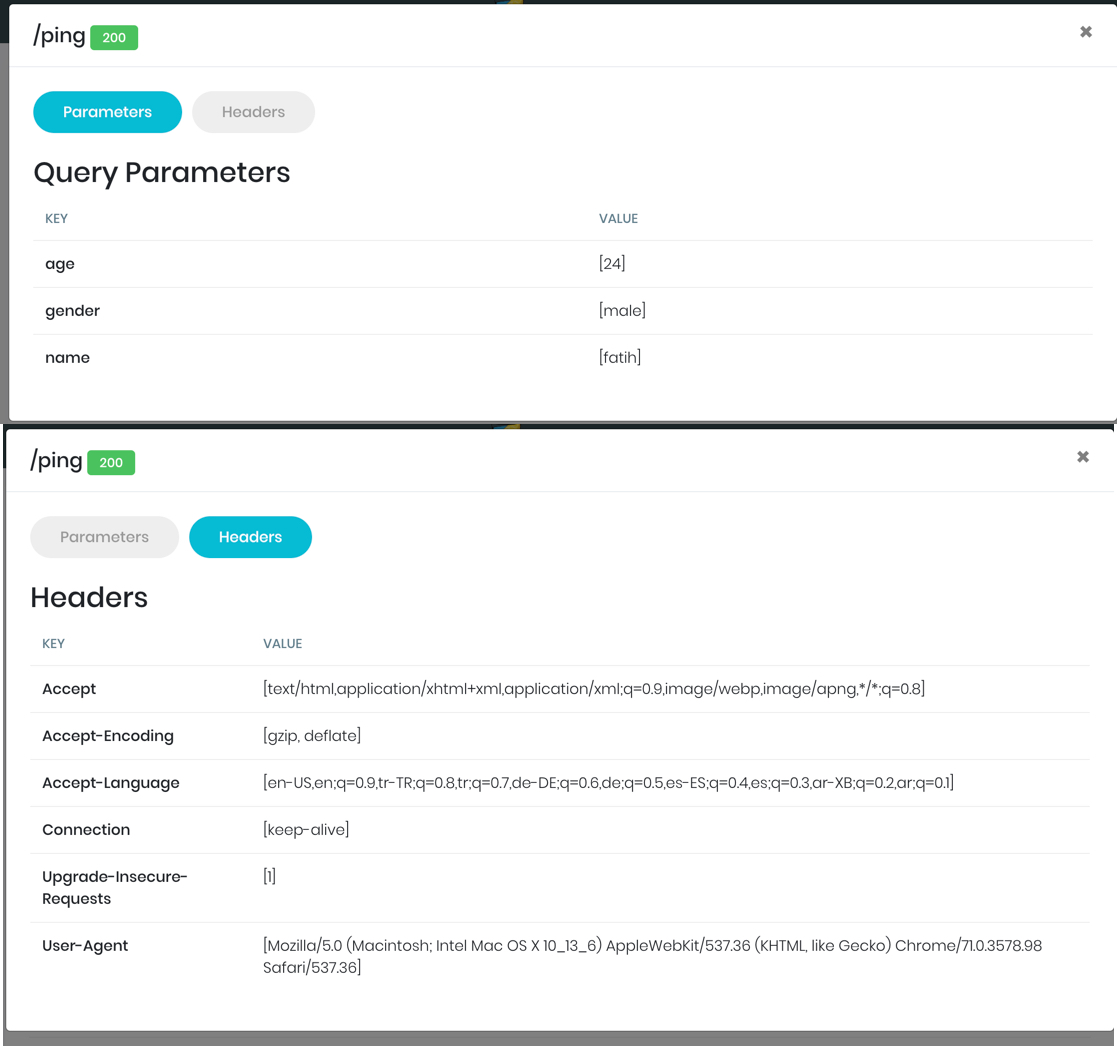 /ping 200
✖
Parameters Headers
Query Parameters
KEY VALUE
age [24]
gender [male]
name [fatih]
/ping 200
✖
Parameters Headers
Headers
KEY VALUE
Accept [text/html,application/xhtml+xml,application/xml;q=0.9,image/webp,image/apng,*/*;q=0.8]
Accept-Encoding [gzip, deflate]
Accept-Language [en-US,en;q=0.9,tr-TR;q=0.8,tr;q=0.7,de-DE;q=0.6,de;q=0.5,es-ES;q=0.4,es;q=0.3,ar-XB;q=0.2,ar;q=0.1]
Connection [keep-alive]
Upgrade-Insecure- [1]
Requests
User-Agent [Mozilla/5.0 (Macintosh; Intel Mac OS X 10_13_6) AppleWebKit/537.36 (KHTML, like Gecko) Chrome/71.0.3578.98
Safari/537.36]